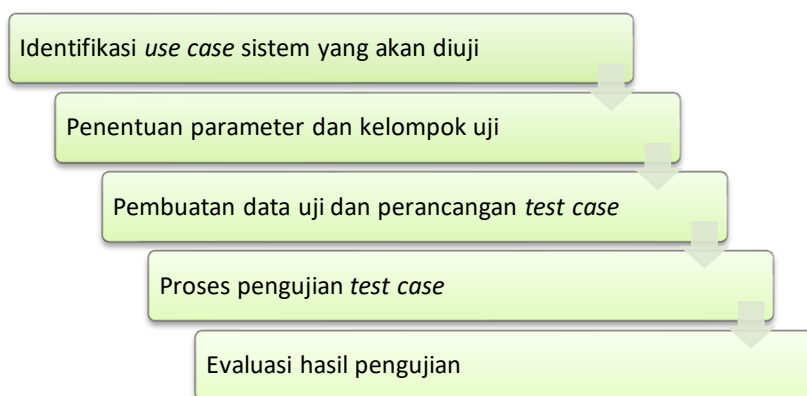 Identifikasi use case sistem yang akan diuji
Penentuan parameter dan kelompok uji
Pembuatan data uji dan perancangan test case
Proses pengujian test case
Evaluasi hasil pengujian